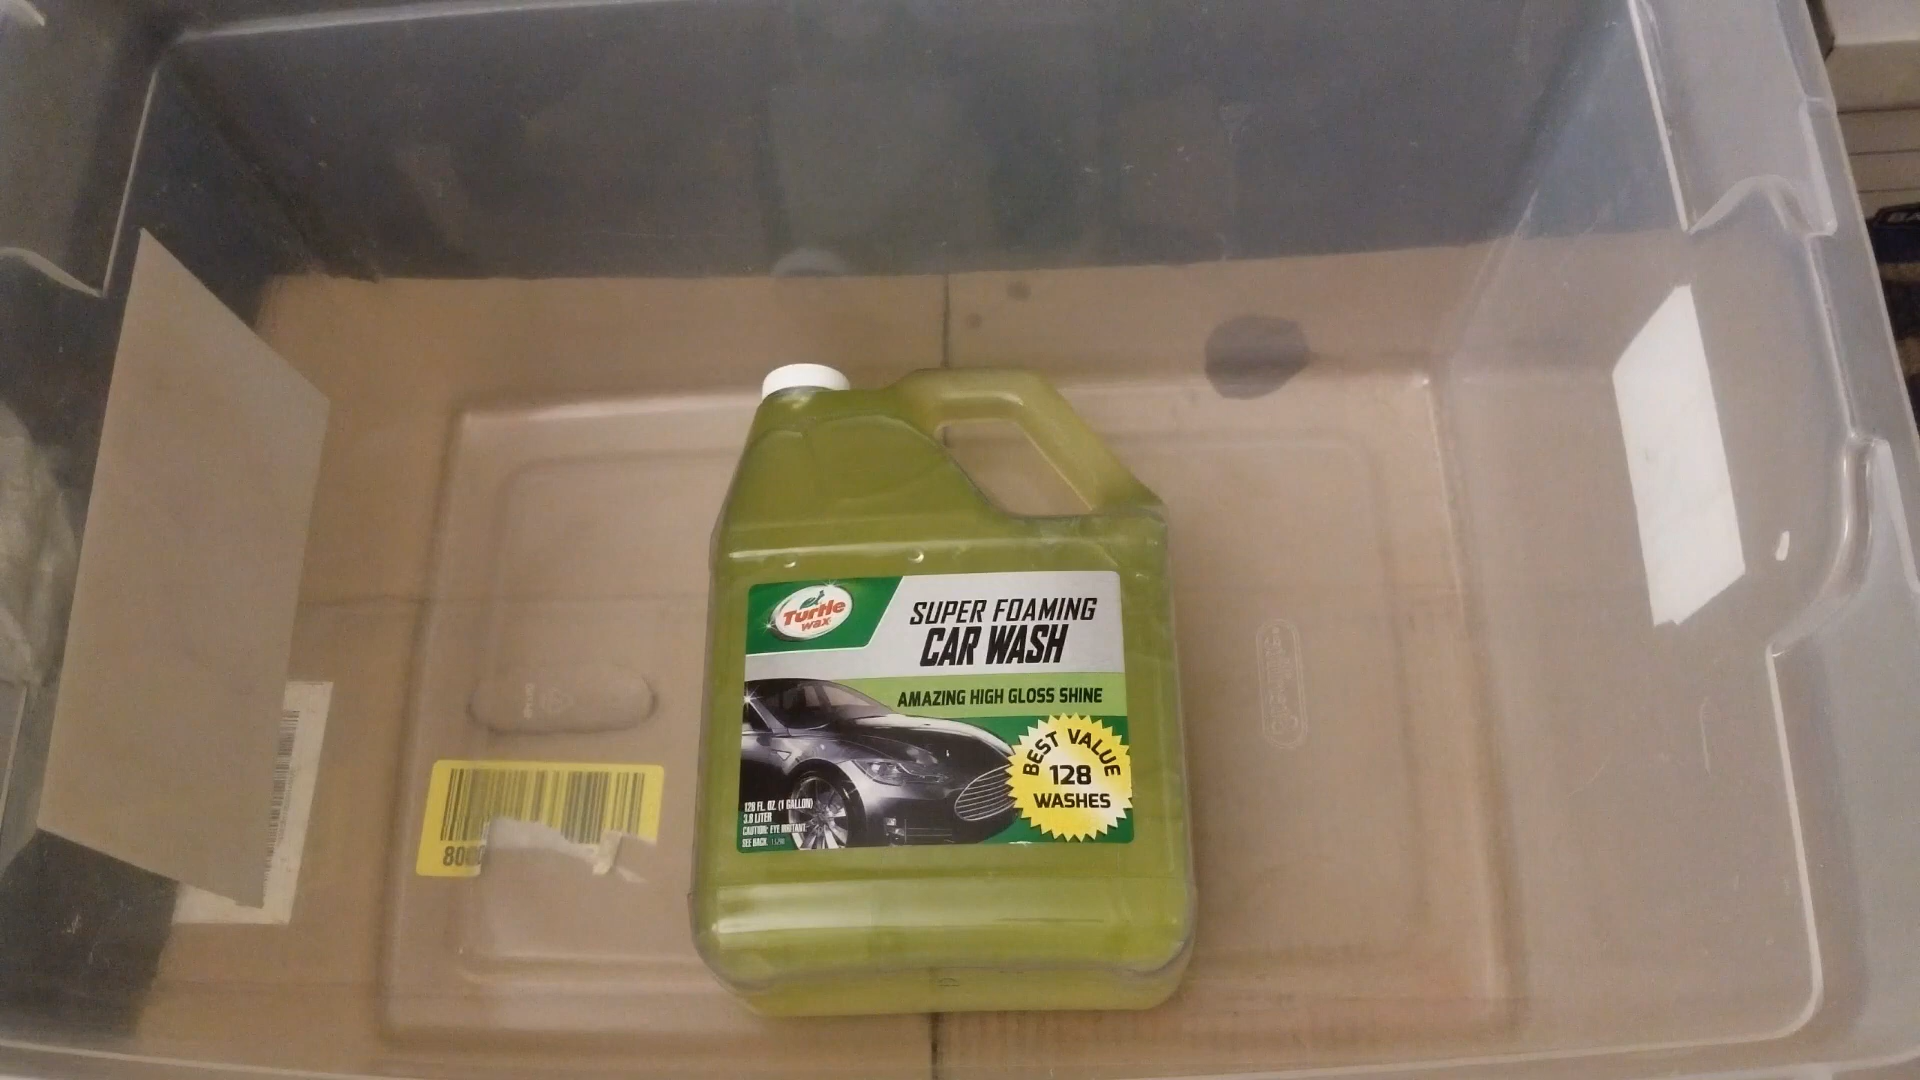 Turtle
wax
SUPER FOAMING
CAR WASH
AMAZING HIGH GLOSS SHINE
BEST VALUE
128
WASHES
128 FL. OZ. (1 GALLON)
3.8 LITER
CAUTION: EYE IRRITANT.
SEE BACK.